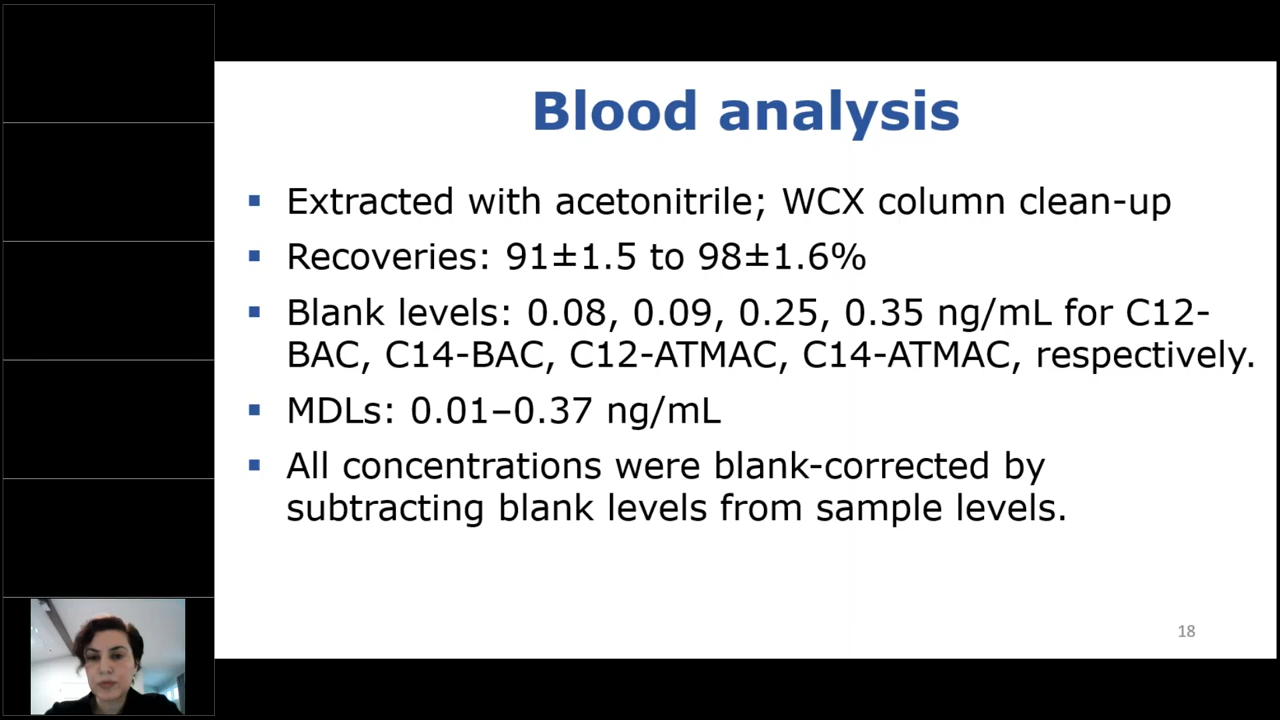 Blood analysis
▪ Extracted with acetonitrile; WCX column clean-up
▪ Recoveries: 91±1.5 to 98±1.6%
▪ Blank levels: 0.08, 0.09, 0.25, 0.35 ng/mL for C12-
BAC, C14-BAC, C12-ATMAC, C14-ATMAC, respectively.
▪ MDLs: 0.01–0.37 ng/mL
▪ All concentrations were blank-corrected by
subtracting blank levels from sample levels.
18